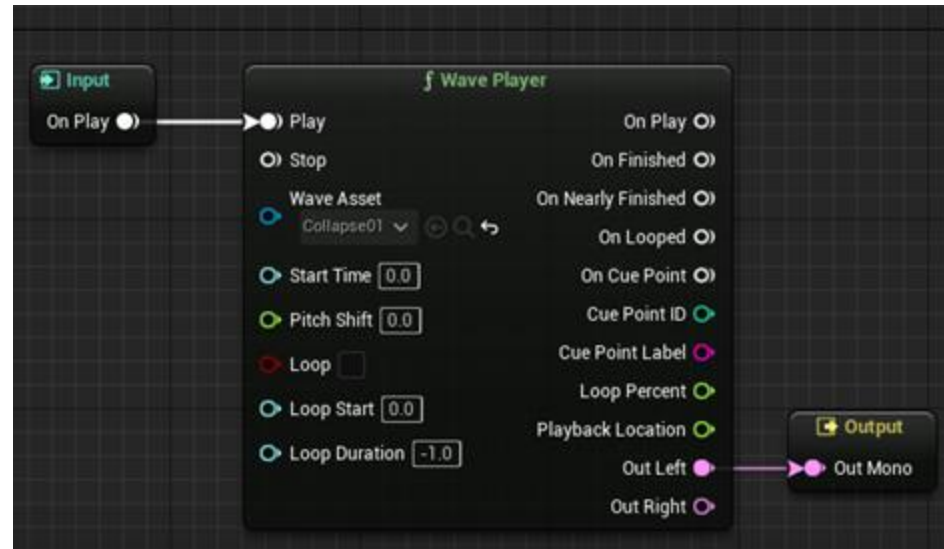 Input
On Play
ƒ Wave Player
Play
On Play
Stop
On Finished
Wave Asset
On Nearly Finished
Collapse01
On Looped
Start Time 0.0
On Cue Point
Pitch Shift 0.0
Cue Point ID
Cue Point Label
Loop
Loop Percent
Loop Start 0.0
Playback Location
Loop Duration -1.0
Out Left
Out Right
Output
Out Mono